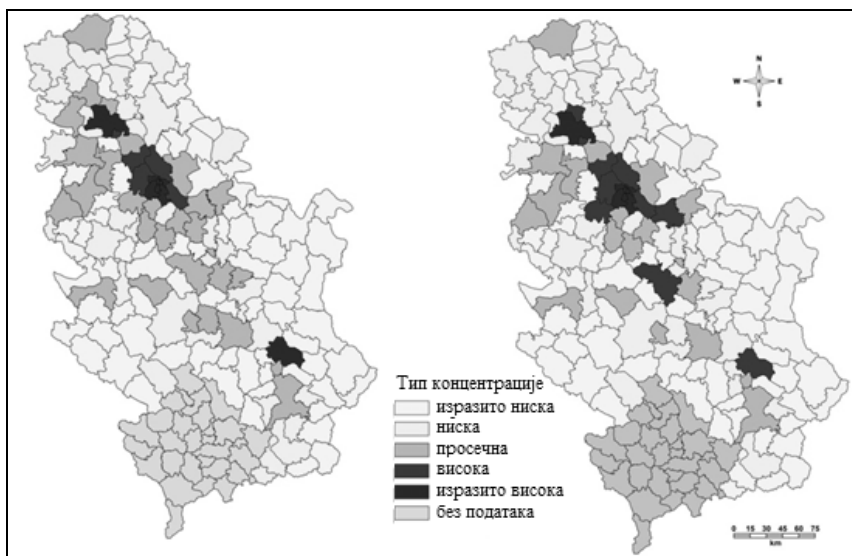 N
W E
S
Тип концентрације
изразито ниска
ниска
просечна
висока
изразито висока
без података
0 15 30 45 60 75
km